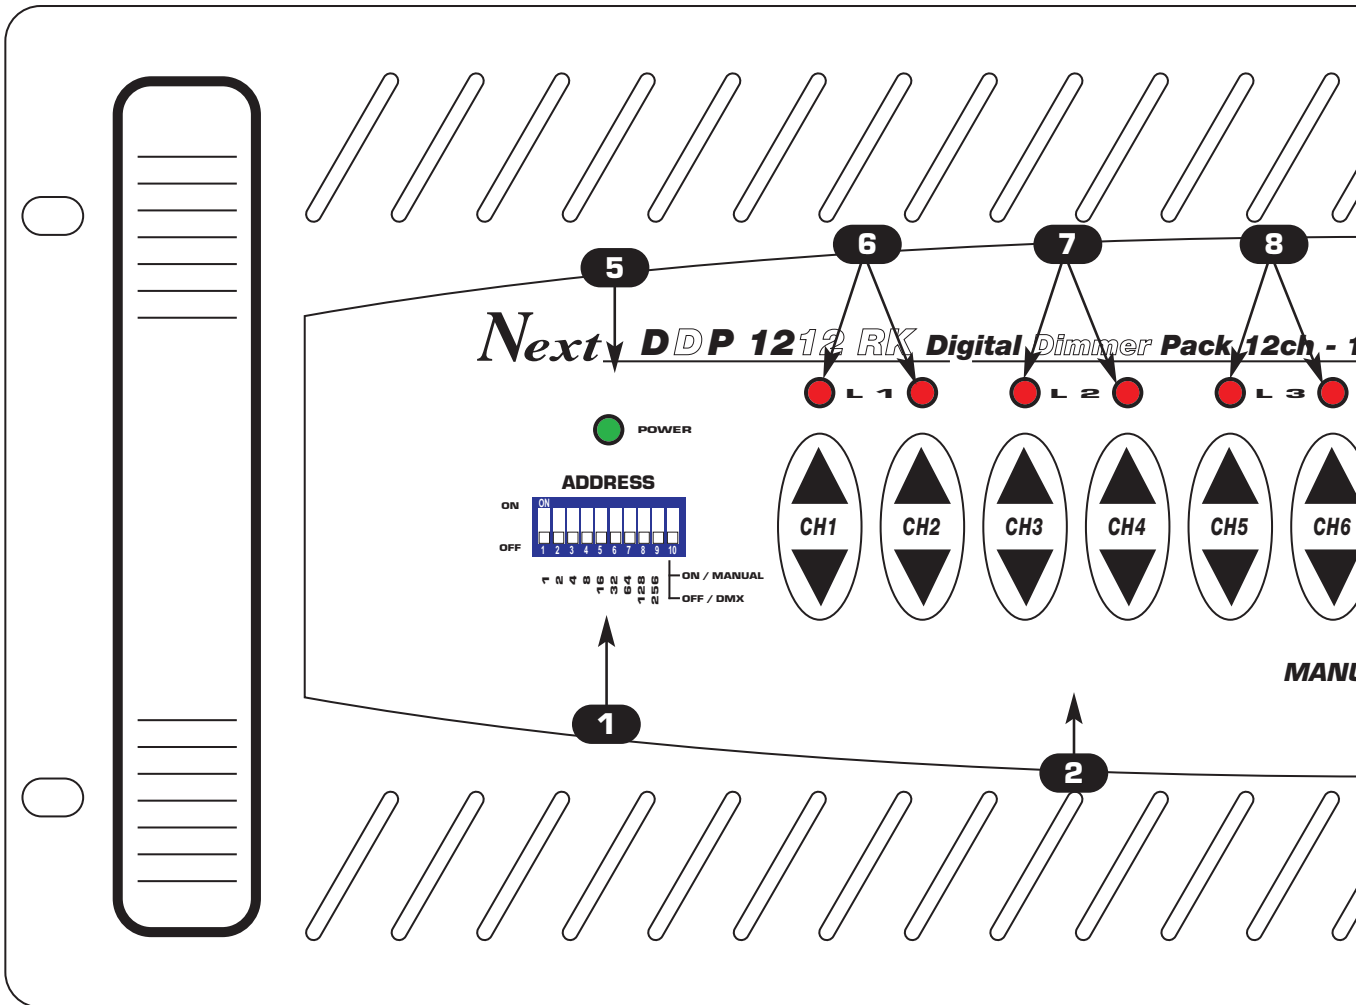 6 7 8
5
Next DDP 1212 RK Digital Dimmer Pack 12ch - 1
L 1 L 2 L 3
POWER
ADDRESS
ON ON
OFF 1 2 3 4 5 6 7 8 9 10
1 2 4 8 16 32 64 128 256
ON / MANUAL
OFF / DMX
CH1 CH2 CH3 CH4 CH5 CH6
MANU
1
2